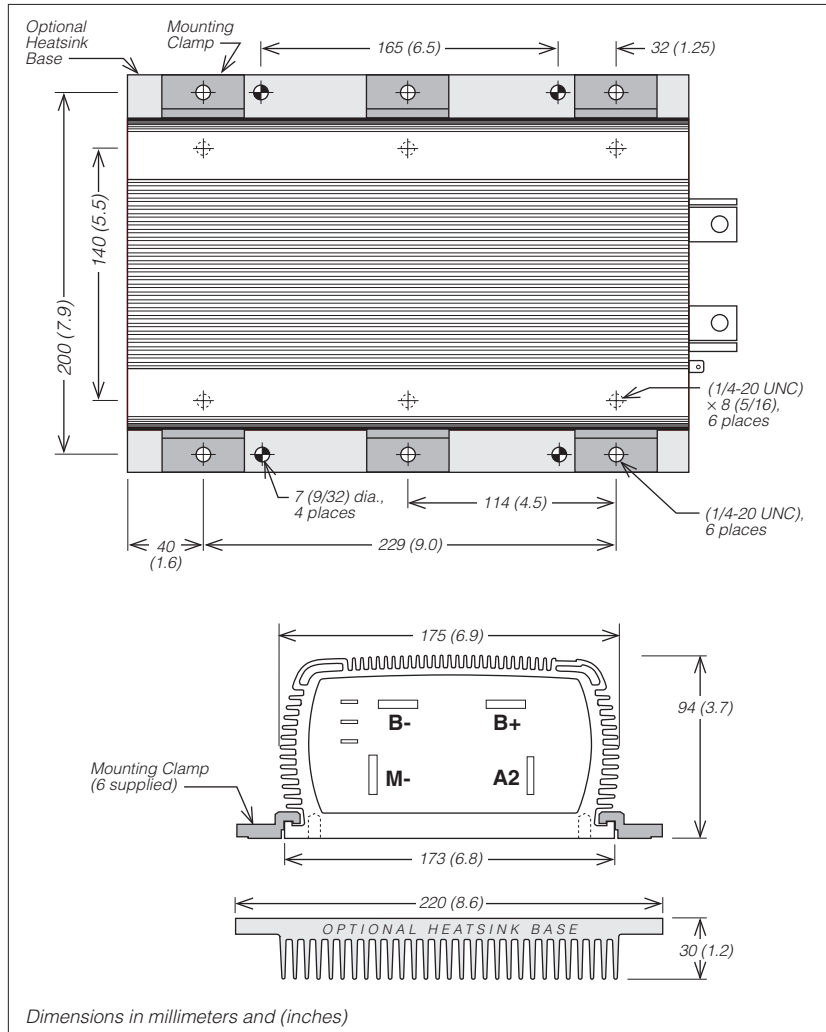 Optional
Heatsink
Base
Mounting
Clamp
165 (6.5)
32 (1.25)
200 (7.9)
140 (5.5)
(1/4-20 UNC)
× 8 (5/16),
6 places
7 (9/32) dia.,
4 places
114 (4.5)
(1/4-20 UNC),
6 places
40
(1.6)
229 (9.0)
175 (6.9)
94 (3.7)
B-
B+
M-
A2
Mounting Clamp
(6 supplied)
173 (6.8)
220 (8.6)
OPTIONAL HEATSINK BASE
30 (1.2)
Dimensions in millimeters and (inches)